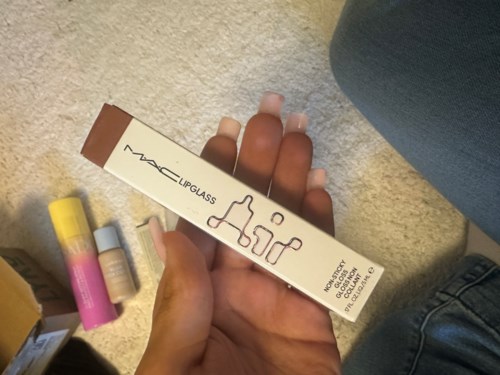 MAC LIPGLASS
Air
NON-STICKY
GLOSS
GLOSS NON
COLLANT